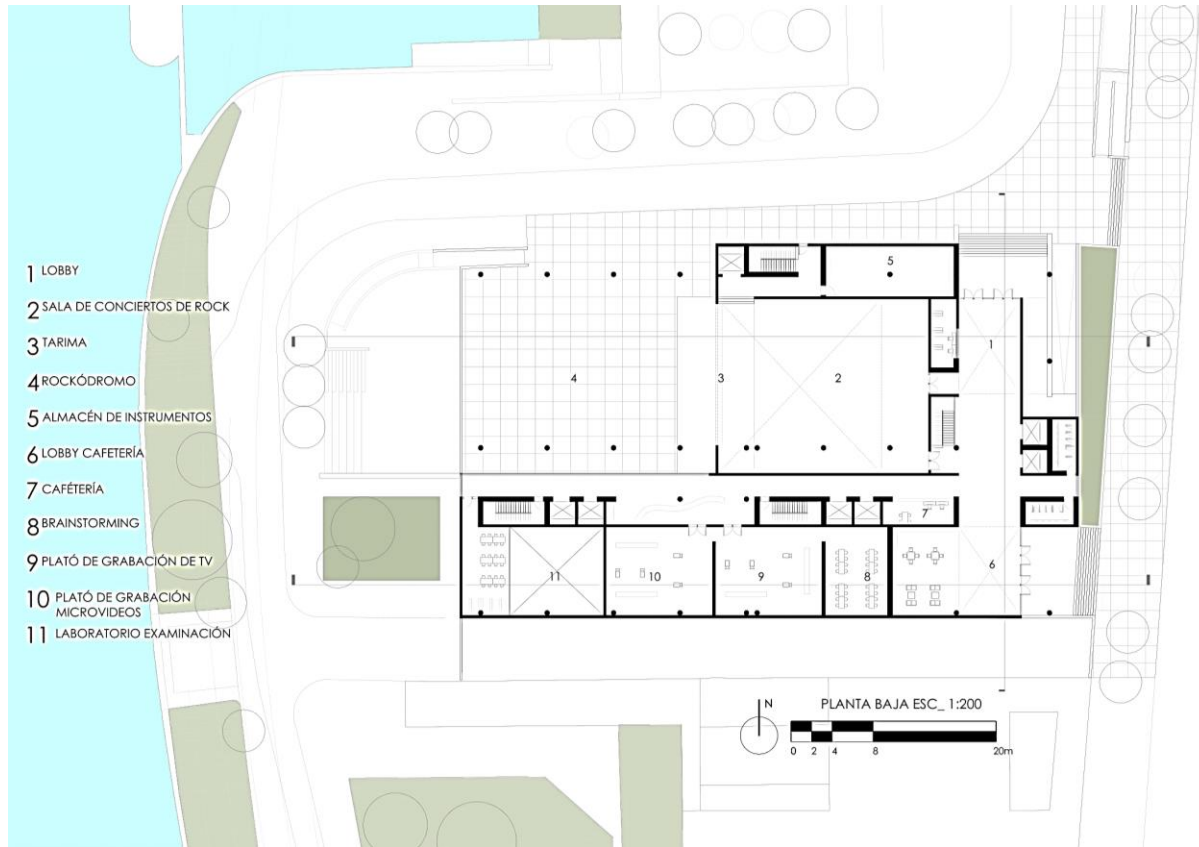 1 LOBBY
2 SALA DE CONCIERTOS DE ROCK
3 TARIMA
4 ROCKÓDROMO
5 ALMACÉN DE INSTRUMENTOS
6 LOBBY CAFETERÍA
7 CAFÉTERÍA
8 BRAINSTORMING
9 PLATÓ DE GRABACIÓN DE TV
10 PLATÓ DE GRABACIÓN
MICROVIDEOS
11 LABORATORIO EXAMINACIÓN
5
1
4
3
2
7
11
10
9
8
6
N
PLANTA BAJA ESC_ 1:200
0 2 4 8 20m